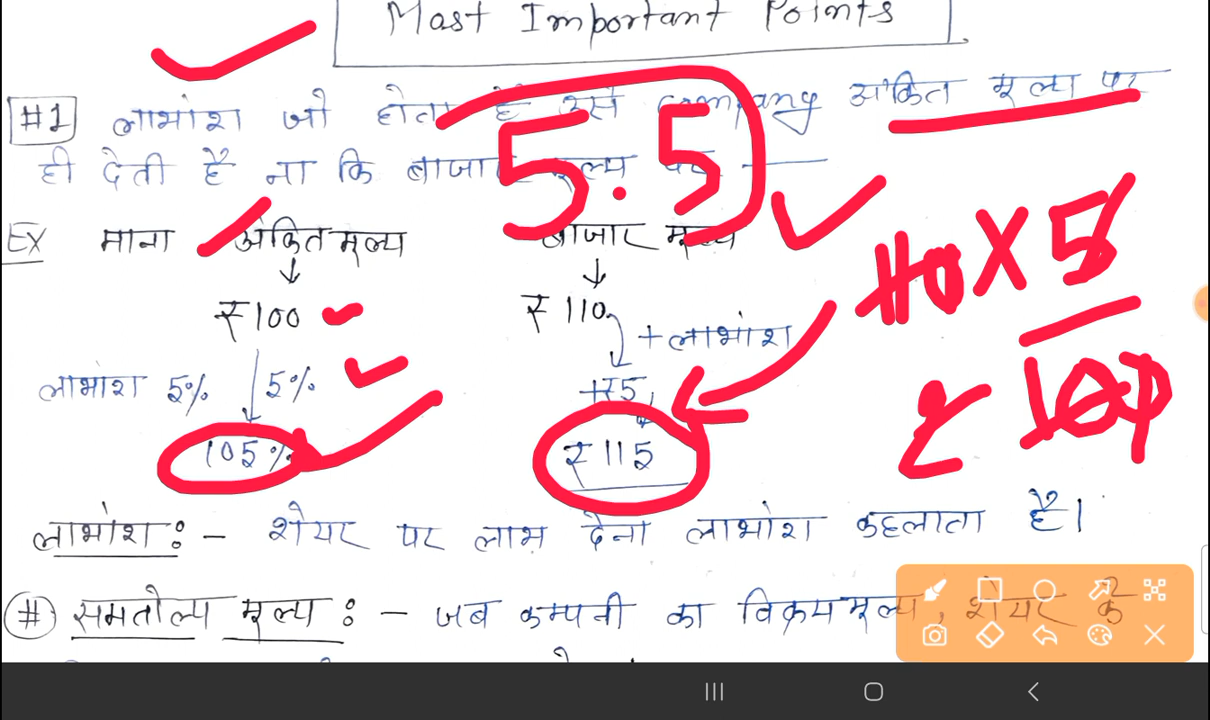 Most Important Points
#1 लाभांश जो होता है उसे Company अंकित मूल्य पर
ही देती है ना कि बाजार मूल्य पर
5.5
EX माना अंकित मूल्य बाजार मूल्य
₹100 ₹110
110 X 5
100
+ लाभांश
लाभांश 5% 5% +₹5
105% ₹115
लाभांश :- शेयर पर लाभ देना लाभांश कहलाता है।
# समतोल्य मूल्य :- जब कम्पनी का विक्रय मूल्य, शेयर के